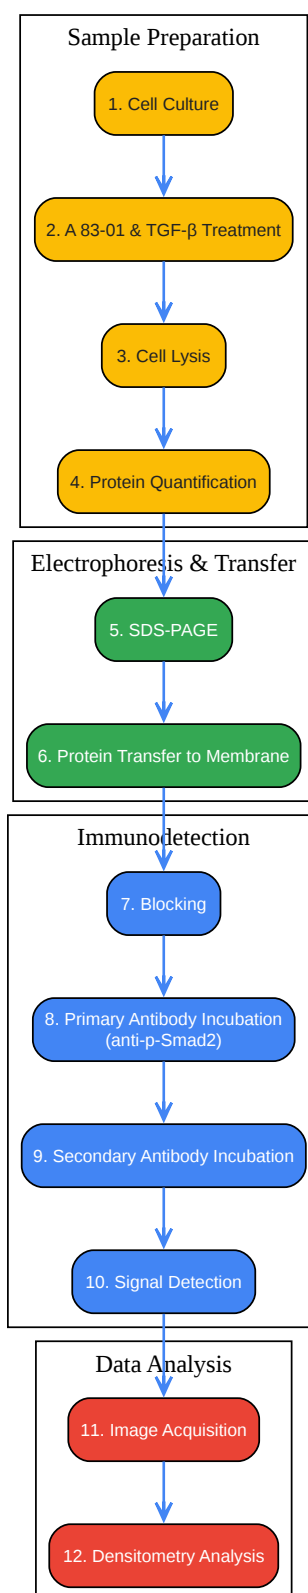 Sample Preparation
1. Cell Culture
2. A 83-01 & TGF-β Treatment
3. Cell Lysis
4. Protein Quantification
Electrophoresis & Transfer
5. SDS-PAGE
6. Protein Transfer to Membrane
Immunodetection
7. Blocking
8. Primary Antibody Incubation
(anti-p-Smad2)
9. Secondary Antibody Incubation
10. Signal Detection
Data Analysis
11. Image Acquisition
12. Densitometry Analysis